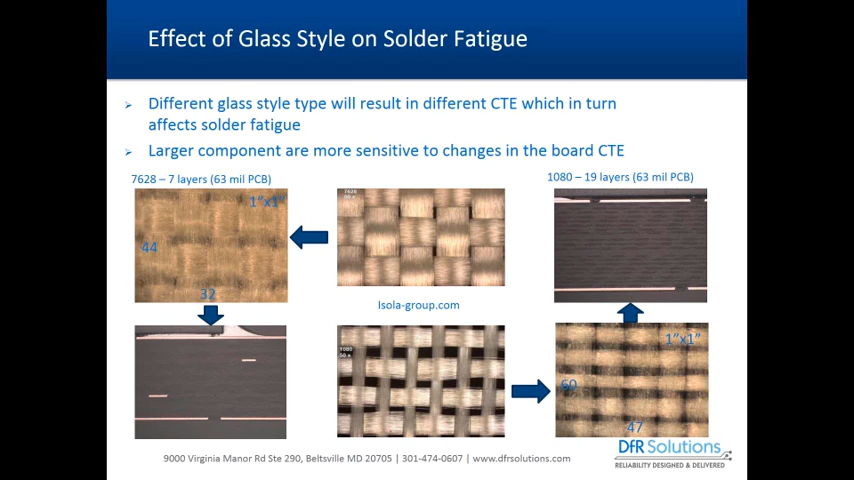 Effect of Glass Style on Solder Fatigue
Different glass style type will result in different CTE which in turn
affects solder fatigue
Larger component are more sensitive to changes in the board CTE
7628 – 7 layers (63 mil PCB)
1080 – 19 layers (63 mil PCB)
1”x1”
44
32
7628
50 x
Isola-group.com
1080
50 x
1”x1”
60
47
9000 Virginia Manor Rd Ste 290, Beltsville MD 20705 | 301-474-0607 | www.dfrsolutions.com
DfR Solutions
RELIABILITY DESIGNED & DELIVERED